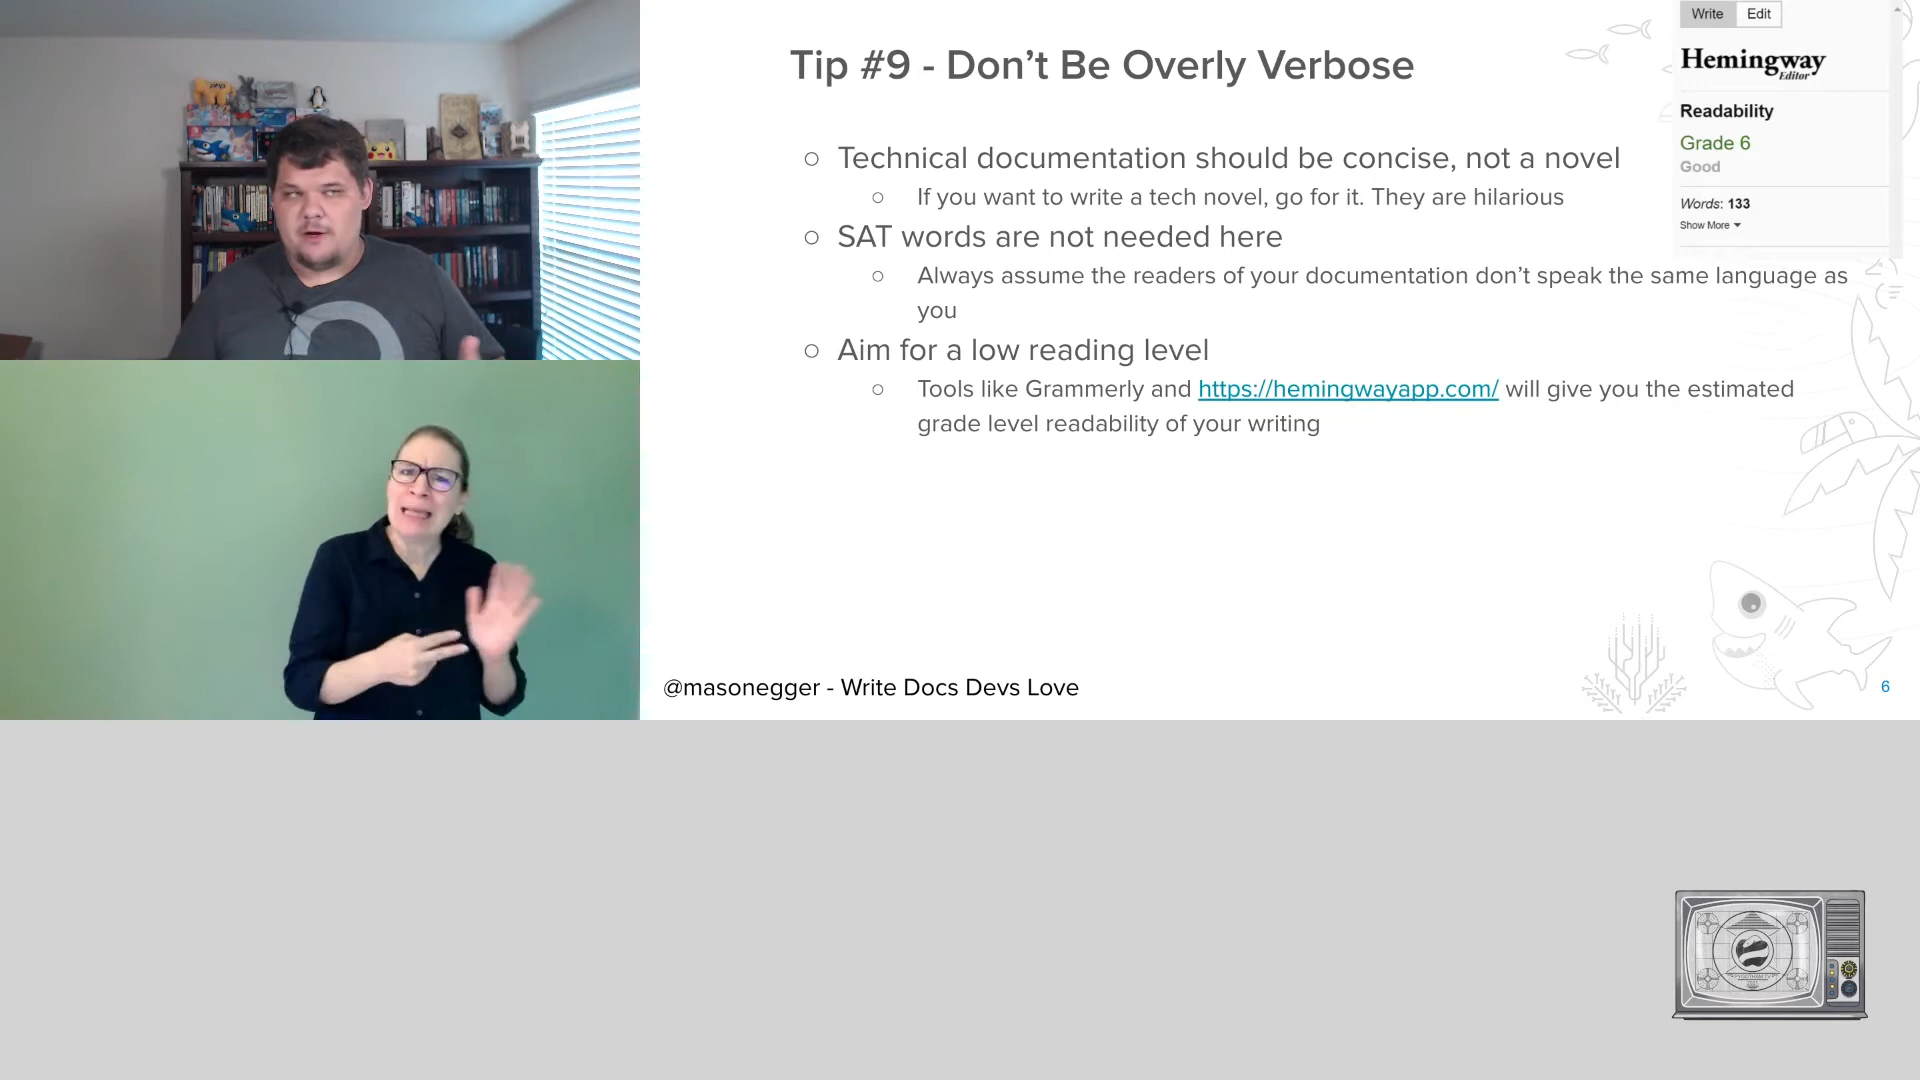 Tip #9 - Don’t Be Overly Verbose
Technical documentation should be concise, not a novel
If you want to write a tech novel, go for it. They are hilarious
SAT words are not needed here
Always assume the readers of your documentation don’t speak the same language as
you
Aim for a low reading level
Tools like Grammerly and https://hemingwayapp.com/ will give you the estimated
grade level readability of your writing
Write Edit
Hemingway
Editor
Readability
Grade 6
Good
Words: 133
Show More
@masonegger - Write Docs Devs Love
6